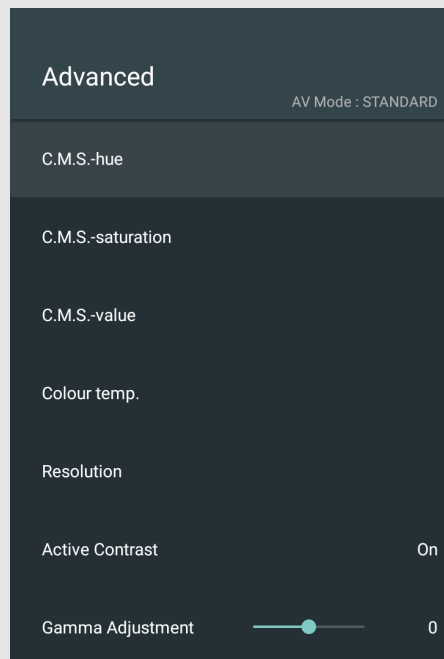 Advanced
AV Mode : STANDARD
C.M.S.-hue
C.M.S.-saturation
C.M.S.-value
Colour temp.
Resolution
Active Contrast On
Gamma Adjustment 0